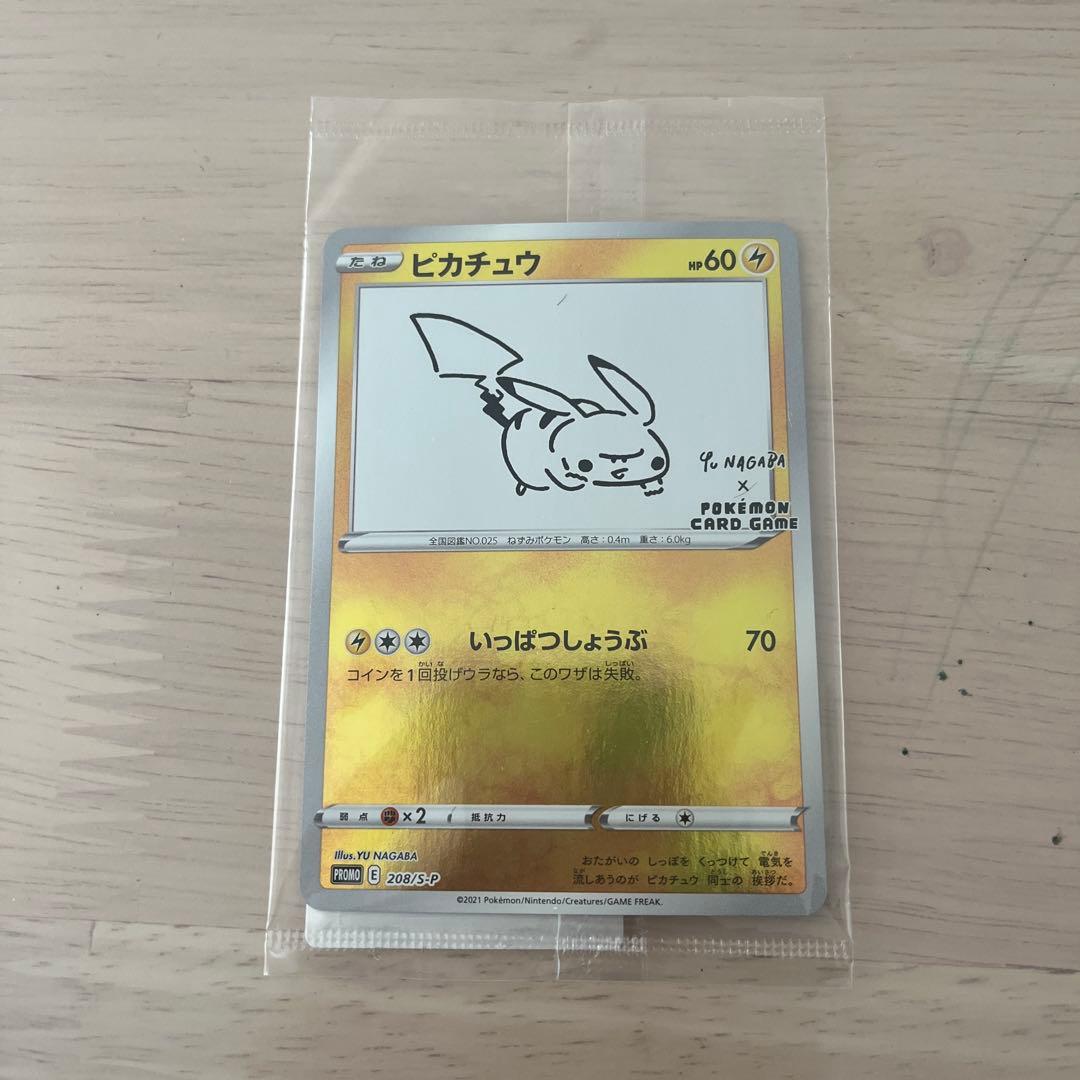 たね ピカチュウ HP60
Yu NAGABA
×
POKÉMON
CARD GAME
全国図鑑NO.025 ねずみポケモン 高さ:0.4m 重さ:6.0kg
いっぱつしょうぶ 70
コインを1回投げウラなら、このワザは失敗。
弱点 ×2 抵抗力 にげる
Illus.YU NAGABA
PROMO E 208/S-P
おたがいの しっぽを くっつけて 電気を
流しあうのが ピカチュウ 同士の 挨拶だ。
©2021 Pokémon/Nintendo/Creatures/GAME FREAK.